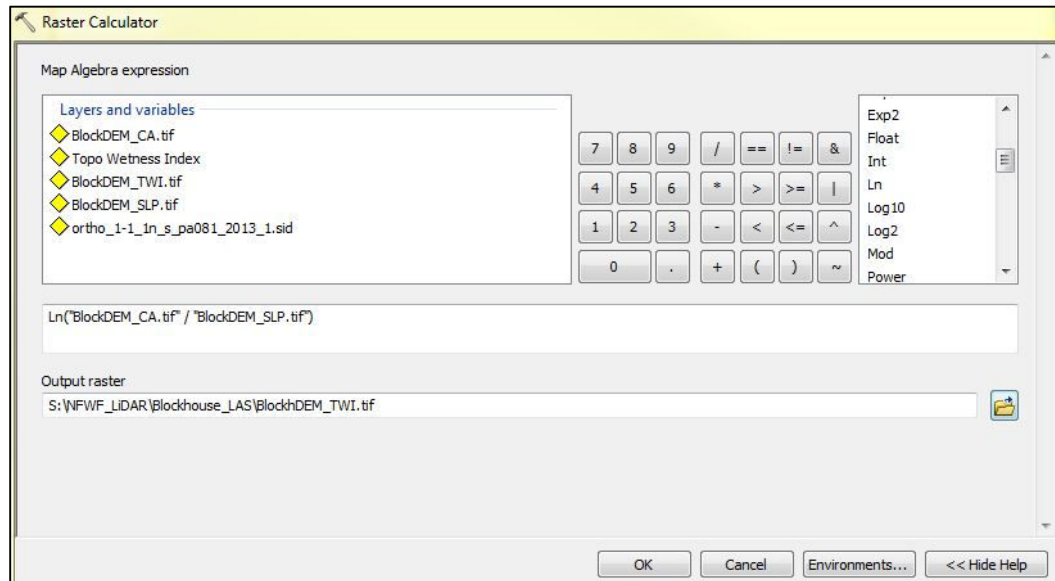 Raster Calculator
Map Algebra expression
Layers and variables
BlockDEM_CA.tif
Topo Wetness Index
BlockDEM_TWI.tif
BlockDEM_SLP.tif
ortho_1-1_1n_s_pa081_2013_1.sid
7 8 9 / == != &
4 5 6 * > >= |
1 2 3 - < <= ^
0 . + ( ) ~
Exp2
Float
Int
Ln
Log10
Log2
Mod
Power
Ln("BlockDEM_CA.tif" / "BlockDEM_SLP.tif")
Output raster
S:\NFWF_LiDAR\Blockhouse_LAS\BlockhDEM_TWI.tif
OK Cancel Environments... << Hide Help